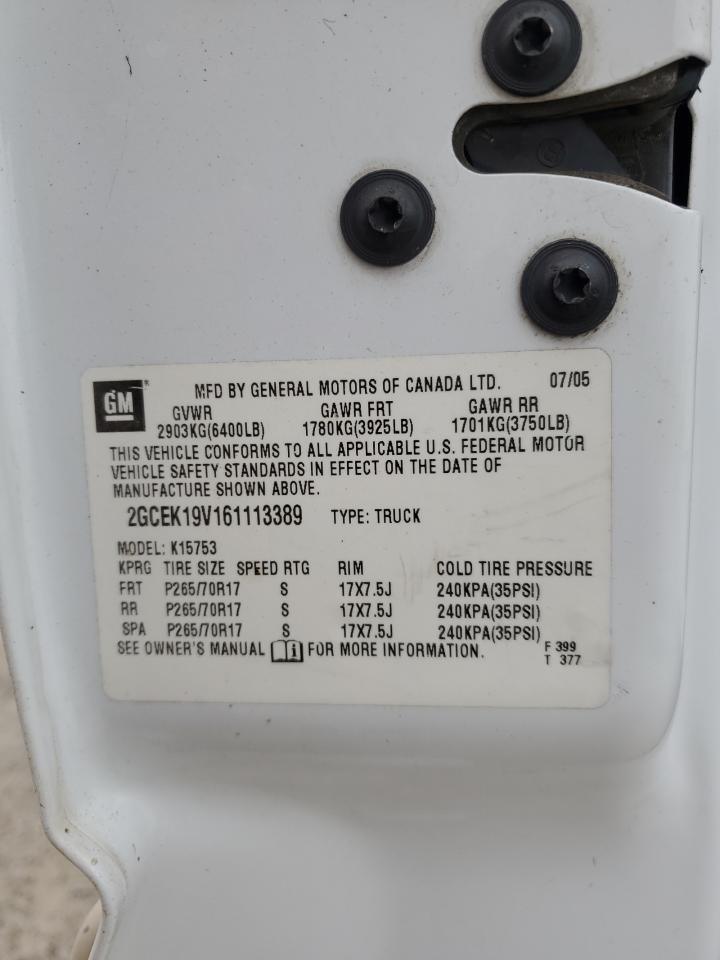 GM ® MFD BY GENERAL MOTORS OF CANADA LTD. 07/05
GVWR GAWR FRT GAWR RR
2903KG(6400LB) 1780KG(3925LB) 1701KG(3750LB)
THIS VEHICLE CONFORMS TO ALL APPLICABLE U.S. FEDERAL MOTOR
VEHICLE SAFETY STANDARDS IN EFFECT ON THE DATE OF
MANUFACTURE SHOWN ABOVE.
2GCEK19V161113389 TYPE: TRUCK
MODEL: K15753
KPRG TIRE SIZE SPEED RTG RIM COLD TIRE PRESSURE
FRT P265/70R17 S 17X7.5J 240KPA(35PSI)
RR P265/70R17 S 17X7.5J 240KPA(35PSI)
SPA P265/70R17 S 17X7.5J 240KPA(35PSI)
SEE OWNER'S MANUAL i FOR MORE INFORMATION. F 399
T 377